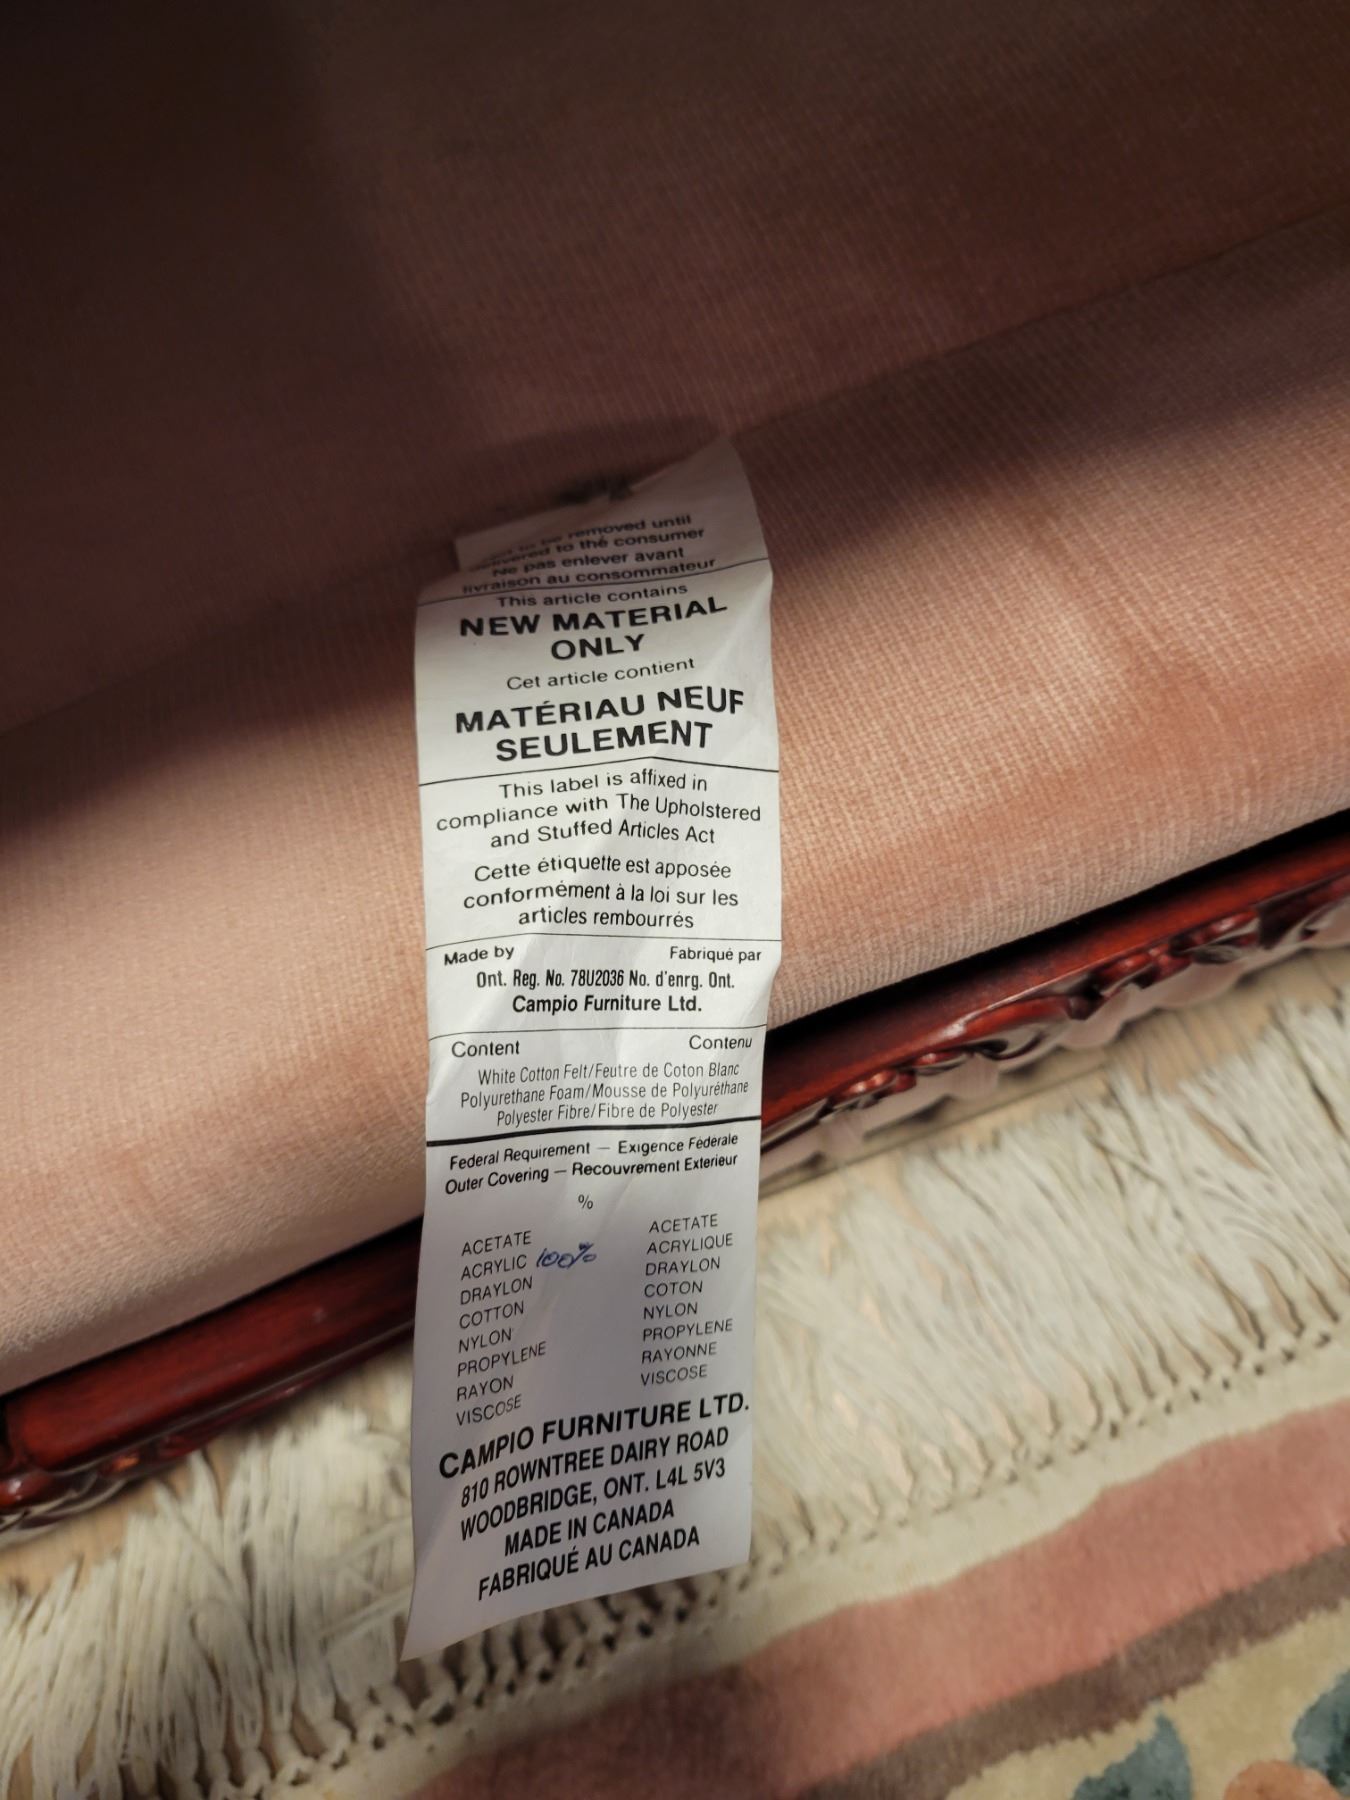 to be removed until
delivered to the consumer
Ne pas enlever avant
livraison au consommateur
This article contains
NEW MATERIAL
ONLY
Cet article contient
MATÉRIAU NEUF
SEULEMENT
This label is affixed in
compliance with The Upholstered
and Stuffed Articles Act
Cette étiquette est apposée
conformément à la loi sur les
articles rembourrés
Made by Fabriqué par
Ont. Reg. No. 78U2036 No. d'enrg. Ont.
Campio Furniture Ltd.
Content Contenu
White Cotton Felt/Feutre de Coton Blanc
Polyurethane Foam/Mousse de Polyuréthane
Polyester Fibre/Fibre de Polyester
Federal Requirement — Exigence Féderale
Outer Covering — Recouvrement Exterieur
%
ACETATE ACETATE
ACRYLIC 100% ACRYLIQUE
DRAYLON DRAYLON
COTTON COTON
NYLON NYLON
PROPYLENE PROPYLENE
RAYON RAYONNE
VISCOSE VISCOSE
CAMPIO FURNITURE LTD.
810 ROWNTREE DAIRY ROAD
WOODBRIDGE, ONT. L4L 5V3
MADE IN CANADA
FABRIQUÉ AU CANADA